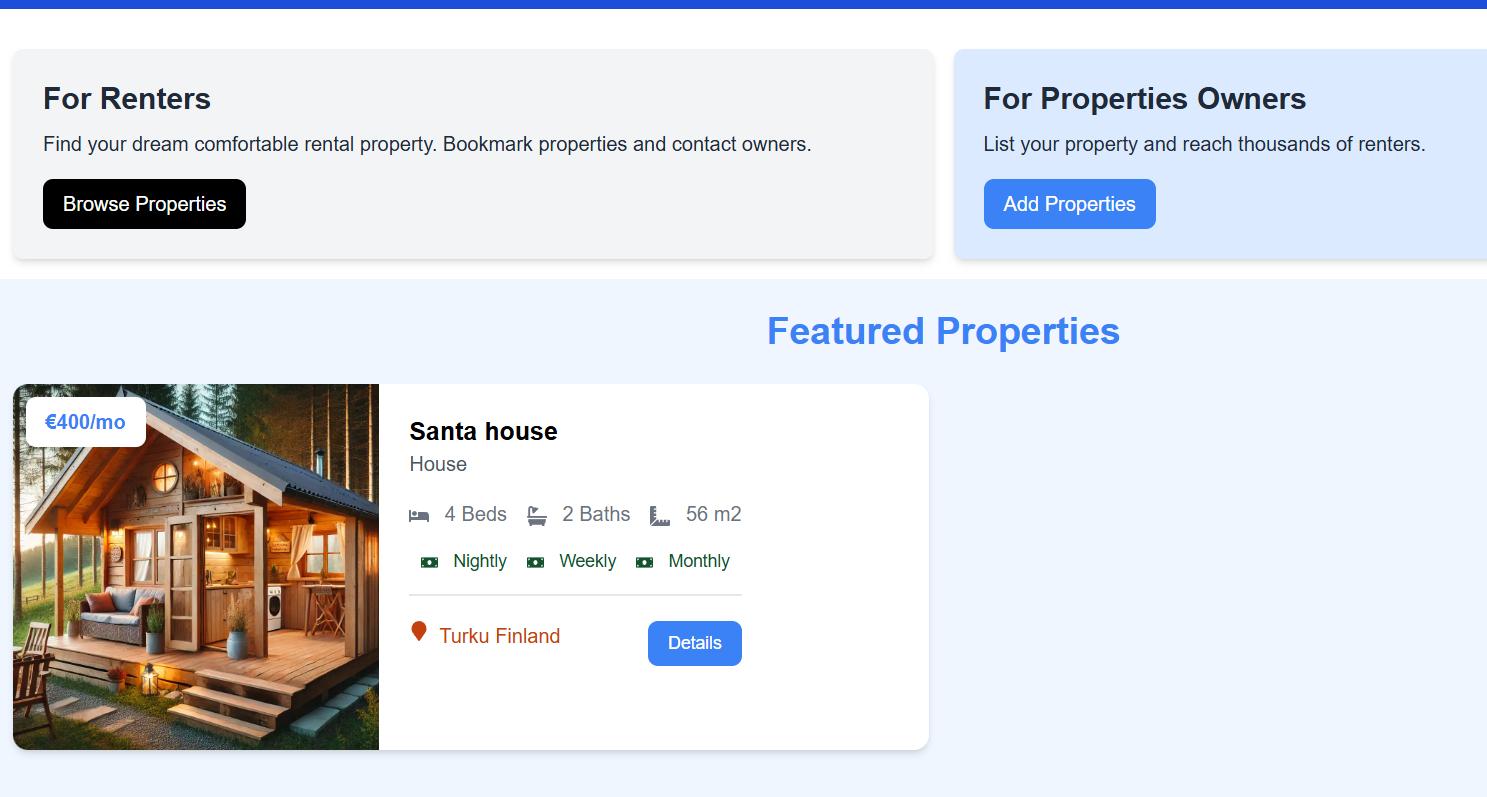 For Renters
Find your dream comfortable rental property. Bookmark properties and contact owners.
Browse Properties
For Properties Owners
List your property and reach thousands of renters.
Add Properties
Featured Properties
€400/mo
Santa house
House
4 Beds 2 Baths 56 m2
Nightly Weekly Monthly
Turku Finland
Details